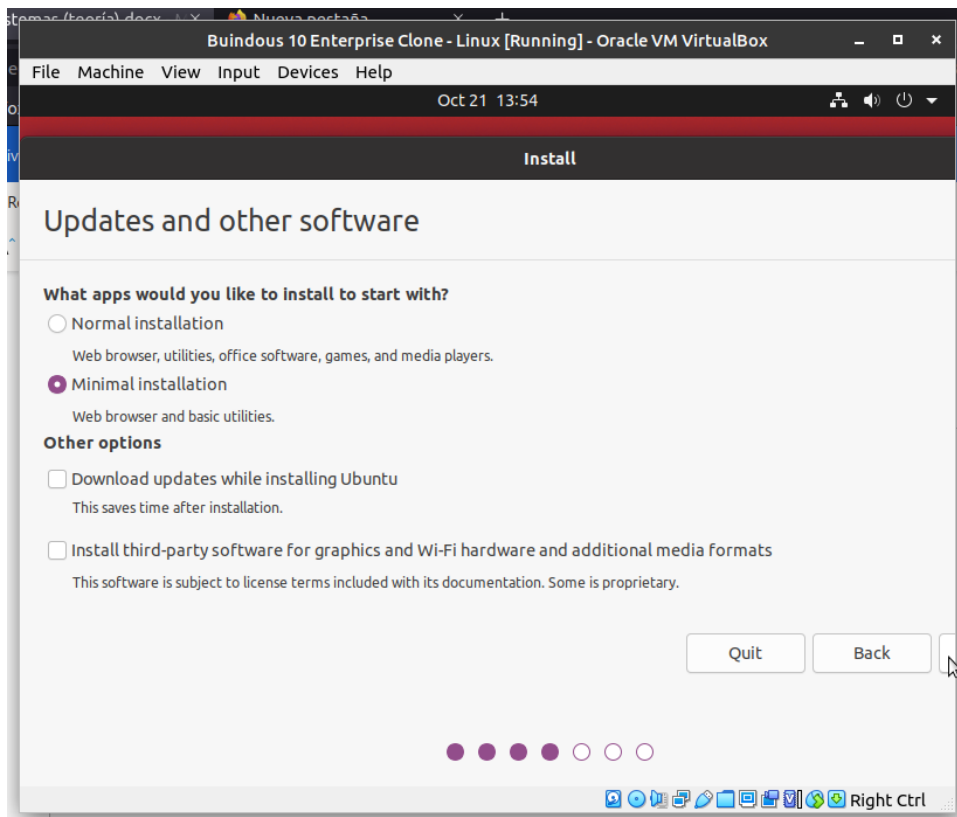 (teoría).docx
Nueva pestaña
Buindous 10 Enterprise Clone - Linux [Running] - Oracle VM VirtualBox
File Machine View Input Devices Help
Oct 21 13:54
Install
Updates and other software
What apps would you like to install to start with?
Normal installation
Web browser, utilities, office software, games, and media players.
Minimal installation
Web browser and basic utilities.
Other options
Download updates while installing Ubuntu
This saves time after installation.
Install third-party software for graphics and Wi-Fi hardware and additional media formats
This software is subject to license terms included with its documentation. Some is proprietary.
Quit Back
Right Ctrl